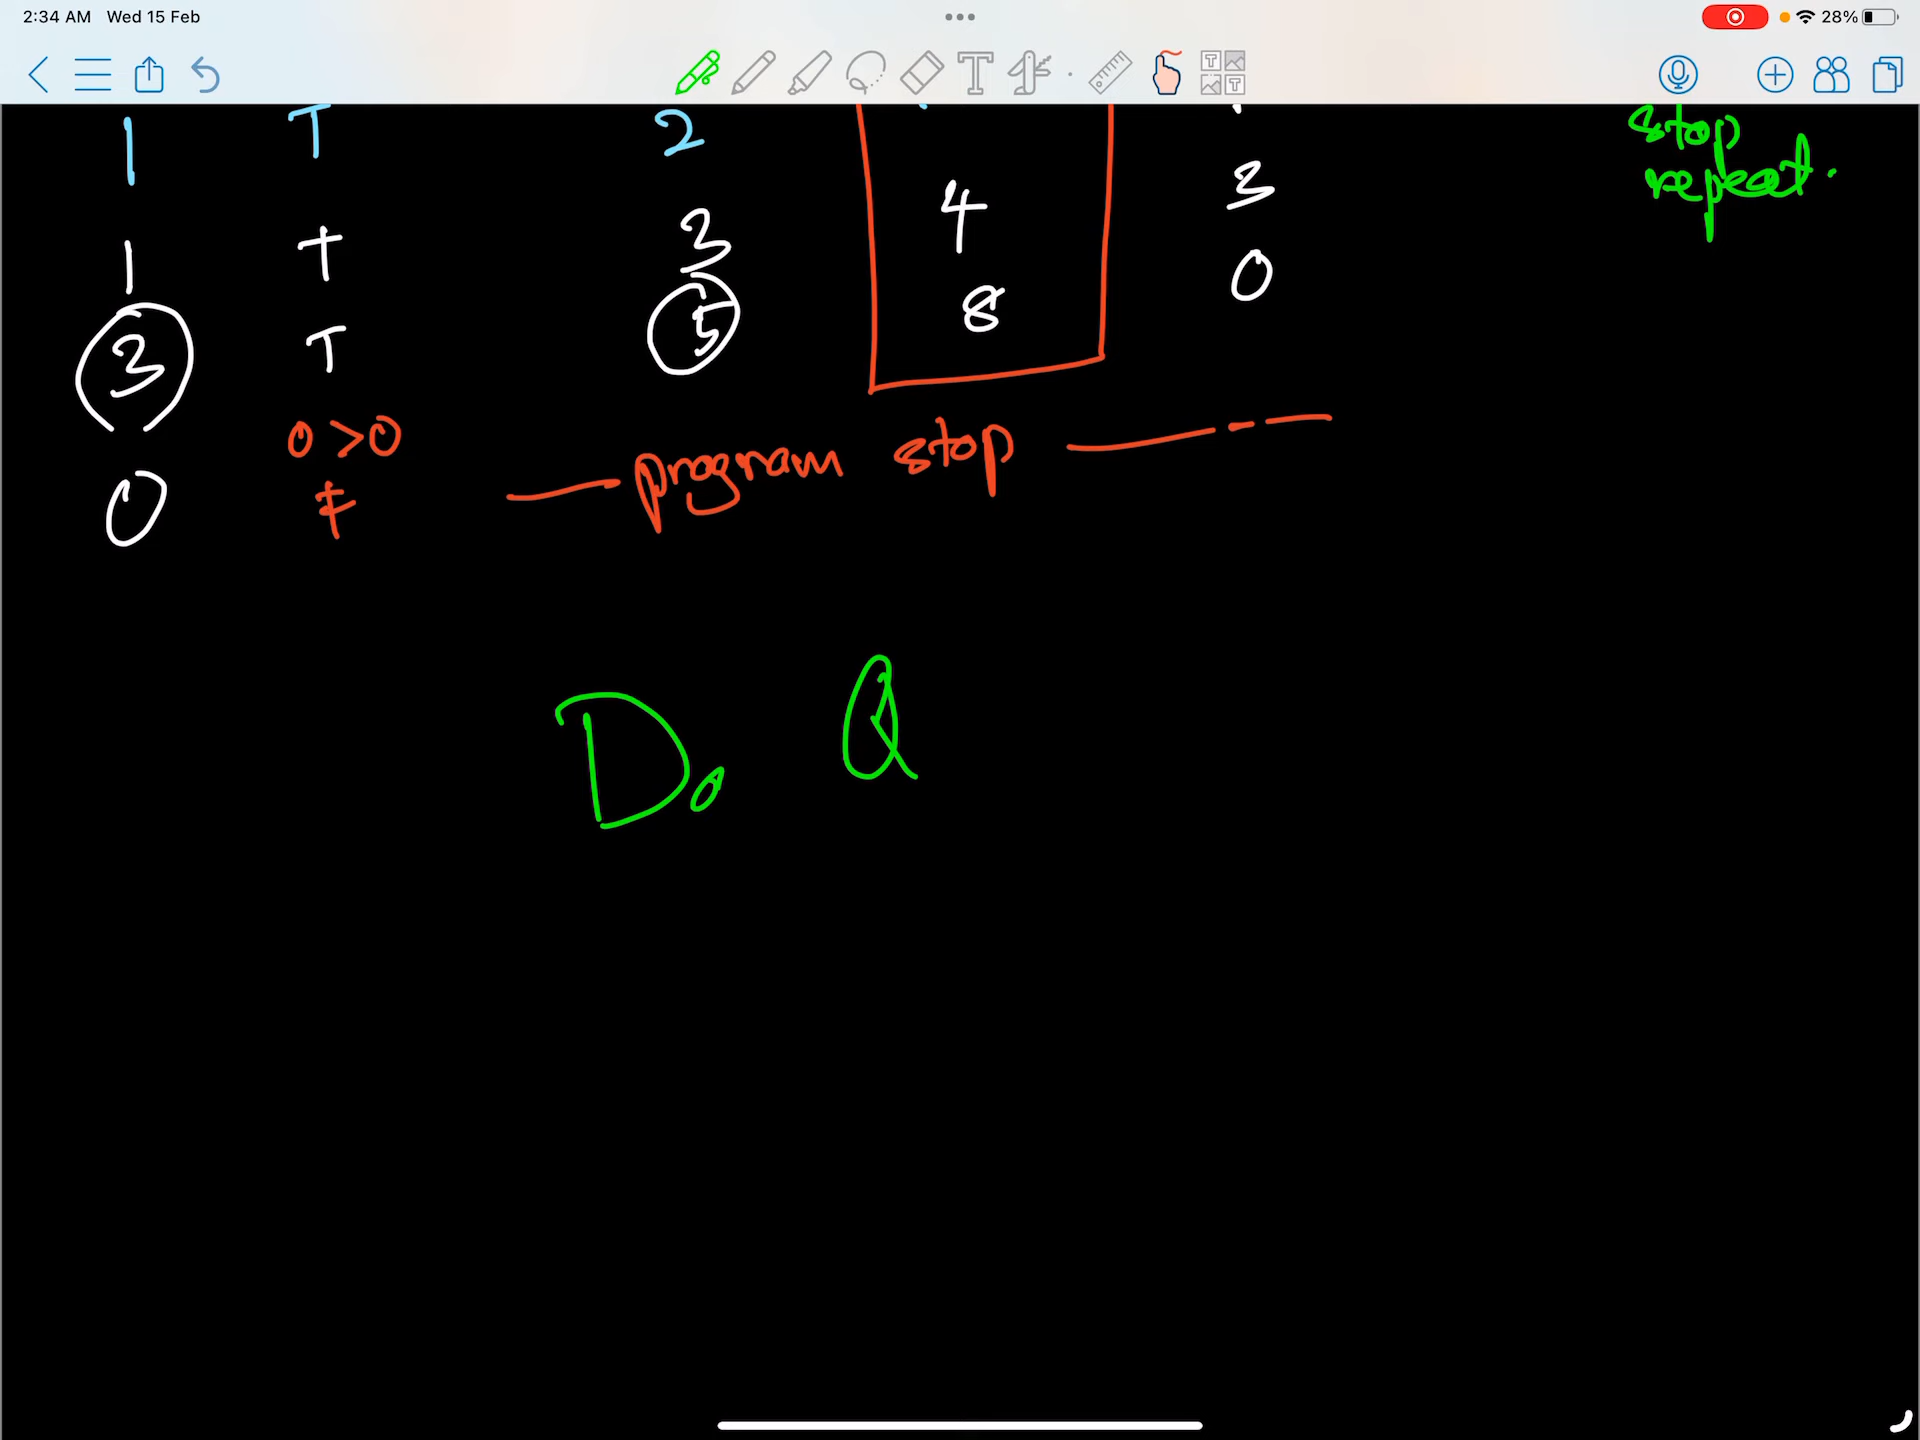 2:34 AM Wed 15 Feb 28%
1 T 2 stop
4 3 repeat.
1 T 3
8 0
3 T 5
0 >0
program stop
0 F
Do Q